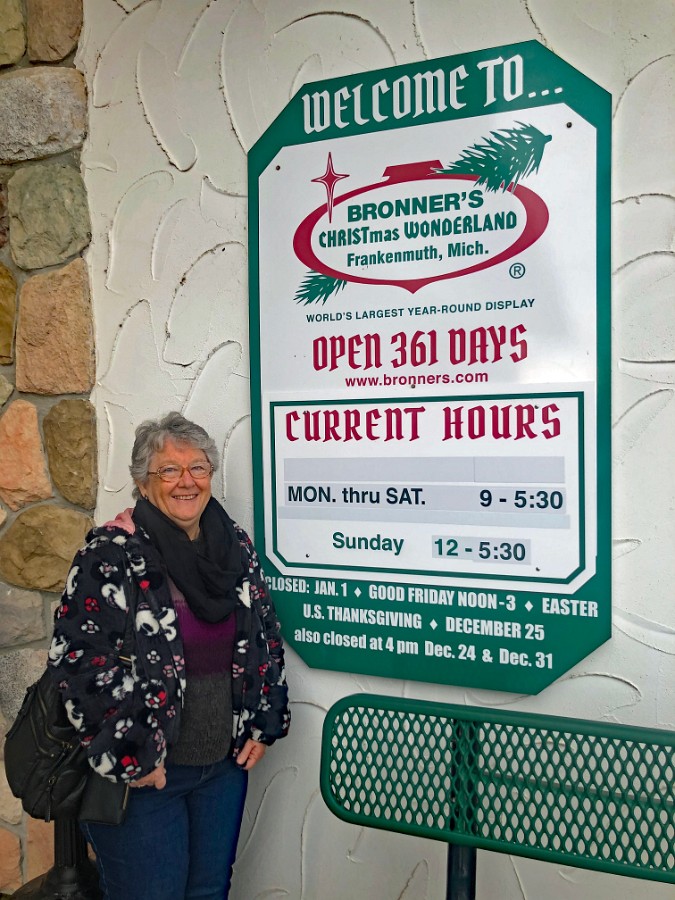 WELCOME TO...
BRONNER'S
CHRISTmas WONDERLAND
Frankenmuth, Mich.
®
WORLD'S LARGEST YEAR-ROUND DISPLAY
OPEN 361 DAYS
www.bronners.com
CURRENT HOURS
MON. thru SAT. 9 - 5:30
Sunday 12 - 5:30
CLOSED: JAN. 1 ♦ GOOD FRIDAY NOON-3 ♦ EASTER
U.S. THANKSGIVING ♦ DECEMBER 25
also closed at 4 pm Dec. 24 & Dec. 31